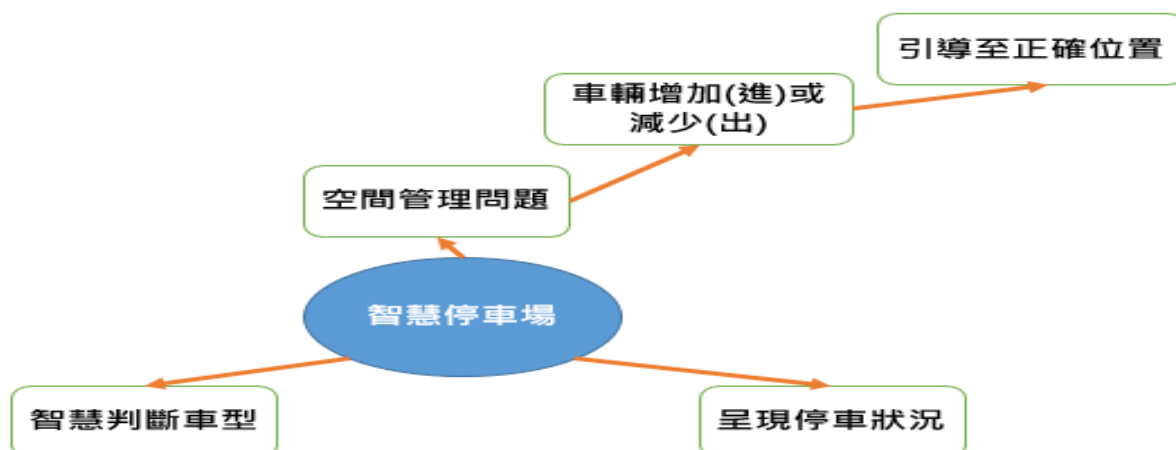 引導至正確位置
車輛增加(進)或
減少(出)
空間管理問題
智慧停車場
智慧判斷車型
呈現停車狀況